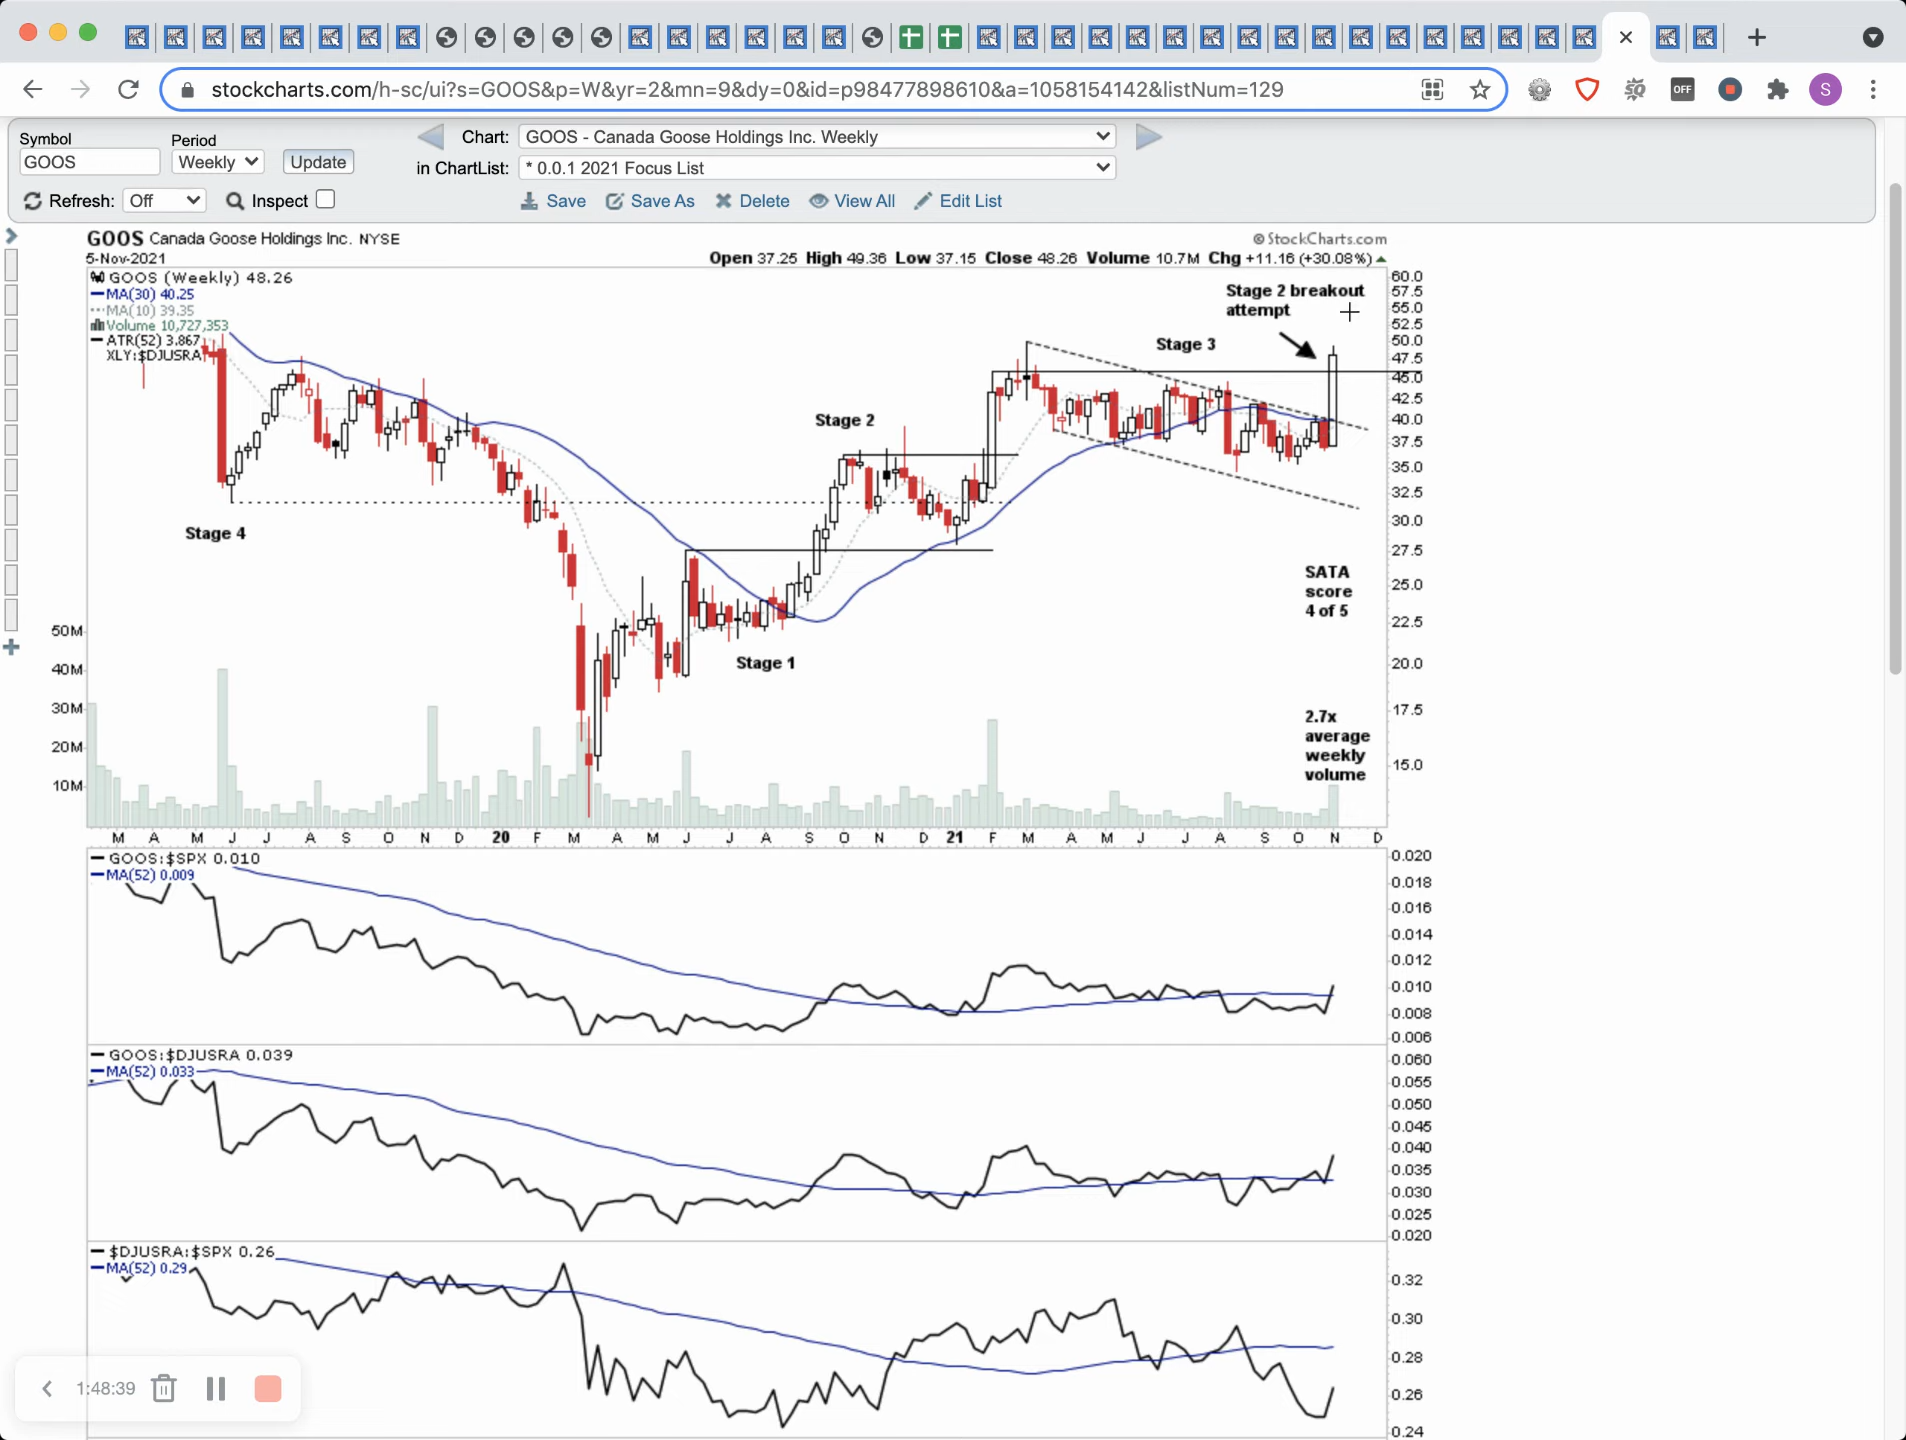 stockcharts.com/h-sc/ui?s=GOOS&p=W&yr=2&mn=9&dy=0&id=p98477898610&a=1058154142&listNum=129
OFF
S
Symbol
GOOS
Period
Weekly
Update
Chart: GOOS - Canada Goose Holdings Inc. Weekly
in ChartList: * 0.0.1 2021 Focus List
Refresh: Off Inspect
Save Save As Delete View All Edit List
GOOS Canada Goose Holdings Inc. NYSE
© StockCharts.com
5-Nov-2021
Open 37.25 High 49.36 Low 37.15 Close 48.26 Volume 10.7M Chg +11.16 (+30.08%)
GOOS (Weekly) 48.26
MA(30) 40.25
MA(10) 39.35
Volume 10,727,353
ATR(52) 3.867
XLY:$DJUSRA
Stage 2 breakout
attempt
Stage 3
Stage 2
Stage 4
Stage 1
SATA
score
4 of 5
2.7x
average
weekly
volume
60.0
57.5
55.0
52.5
50.0
47.5
45.0
42.5
40.0
37.5
35.0
32.5
30.0
27.5
25.0
22.5
20.0
17.5
15.0
50M
40M
30M
20M
10M
M A M J J A S O N D 20 F M A M J J A S O N D 21 F M A M J J A S O N D
GOOS:$SPX 0.010
MA(52) 0.009
0.020
0.018
0.016
0.014
0.012
0.010
0.008
0.006
GOOS:$DJUSRA 0.039
MA(52) 0.033
0.060
0.055
0.050
0.045
0.040
0.035
0.030
0.025
0.020
$DJUSRA:$SPX 0.26
MA(52) 0.29
0.32
0.30
0.28
0.26
0.24
1:48:39